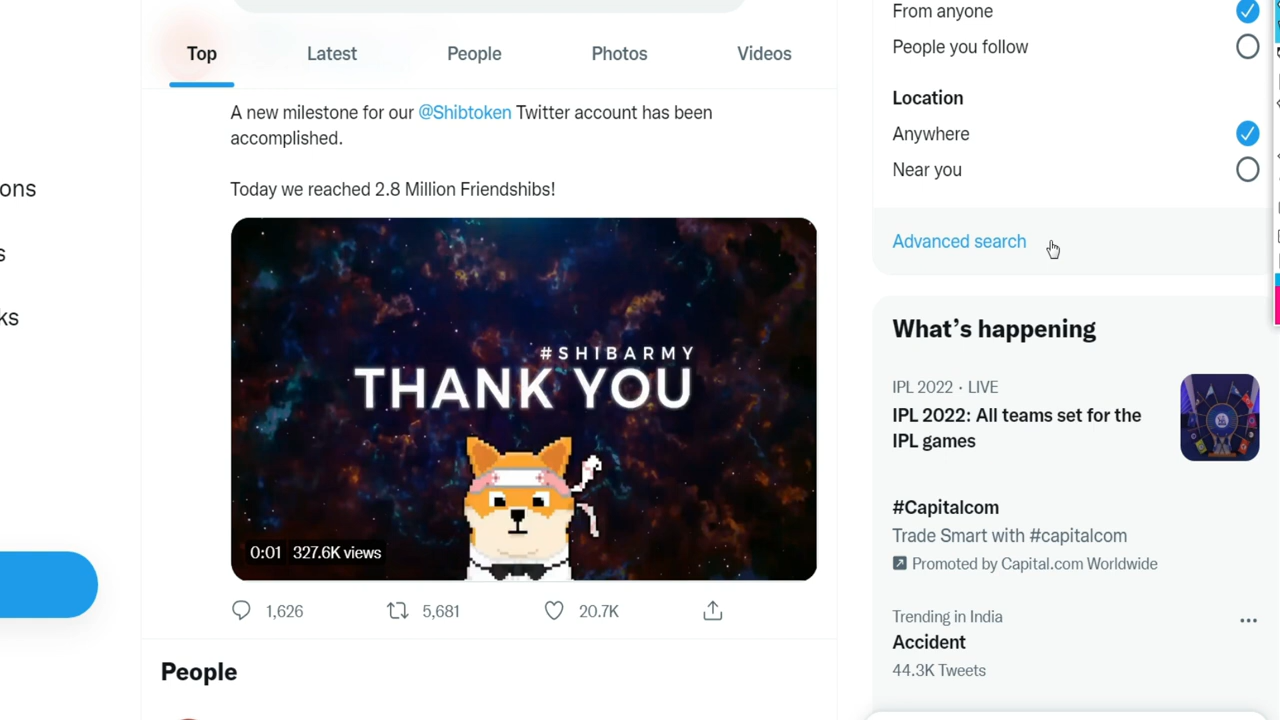 ons
s
ks
Top
Latest
People
Photos
Videos
A new milestone for our @Shibtoken Twitter account has been
accomplished.
Today we reached 2.8 Million Friendshibs!
#SHIBARMY
THANK YOU
0:01 327.6K views
1,626
5,681
20.7K
People
From anyone
People you follow
Location
Anywhere
Near you
Advanced search
What’s happening
IPL 2022 · LIVE
IPL 2022: All teams set for the
IPL games
#Capitalcom
Trade Smart with #capitalcom
Promoted by Capital.com Worldwide
Trending in India
Accident
44.3K Tweets